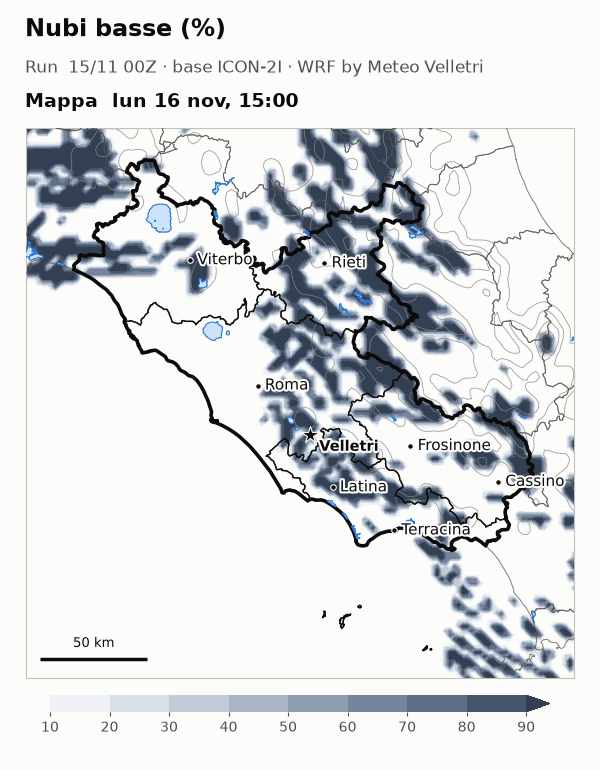 Nubi basse (%)
Run  15/11 00Z · base ICON-2I · WRF by Meteo Velletri
Mappa  lun 16 nov, 15:00
Viterbo
Rieti
Roma
Velletri
Frosinone
Cassino
Latina
Terracina
50 km
10 20 30 40 50 60 70 80 90